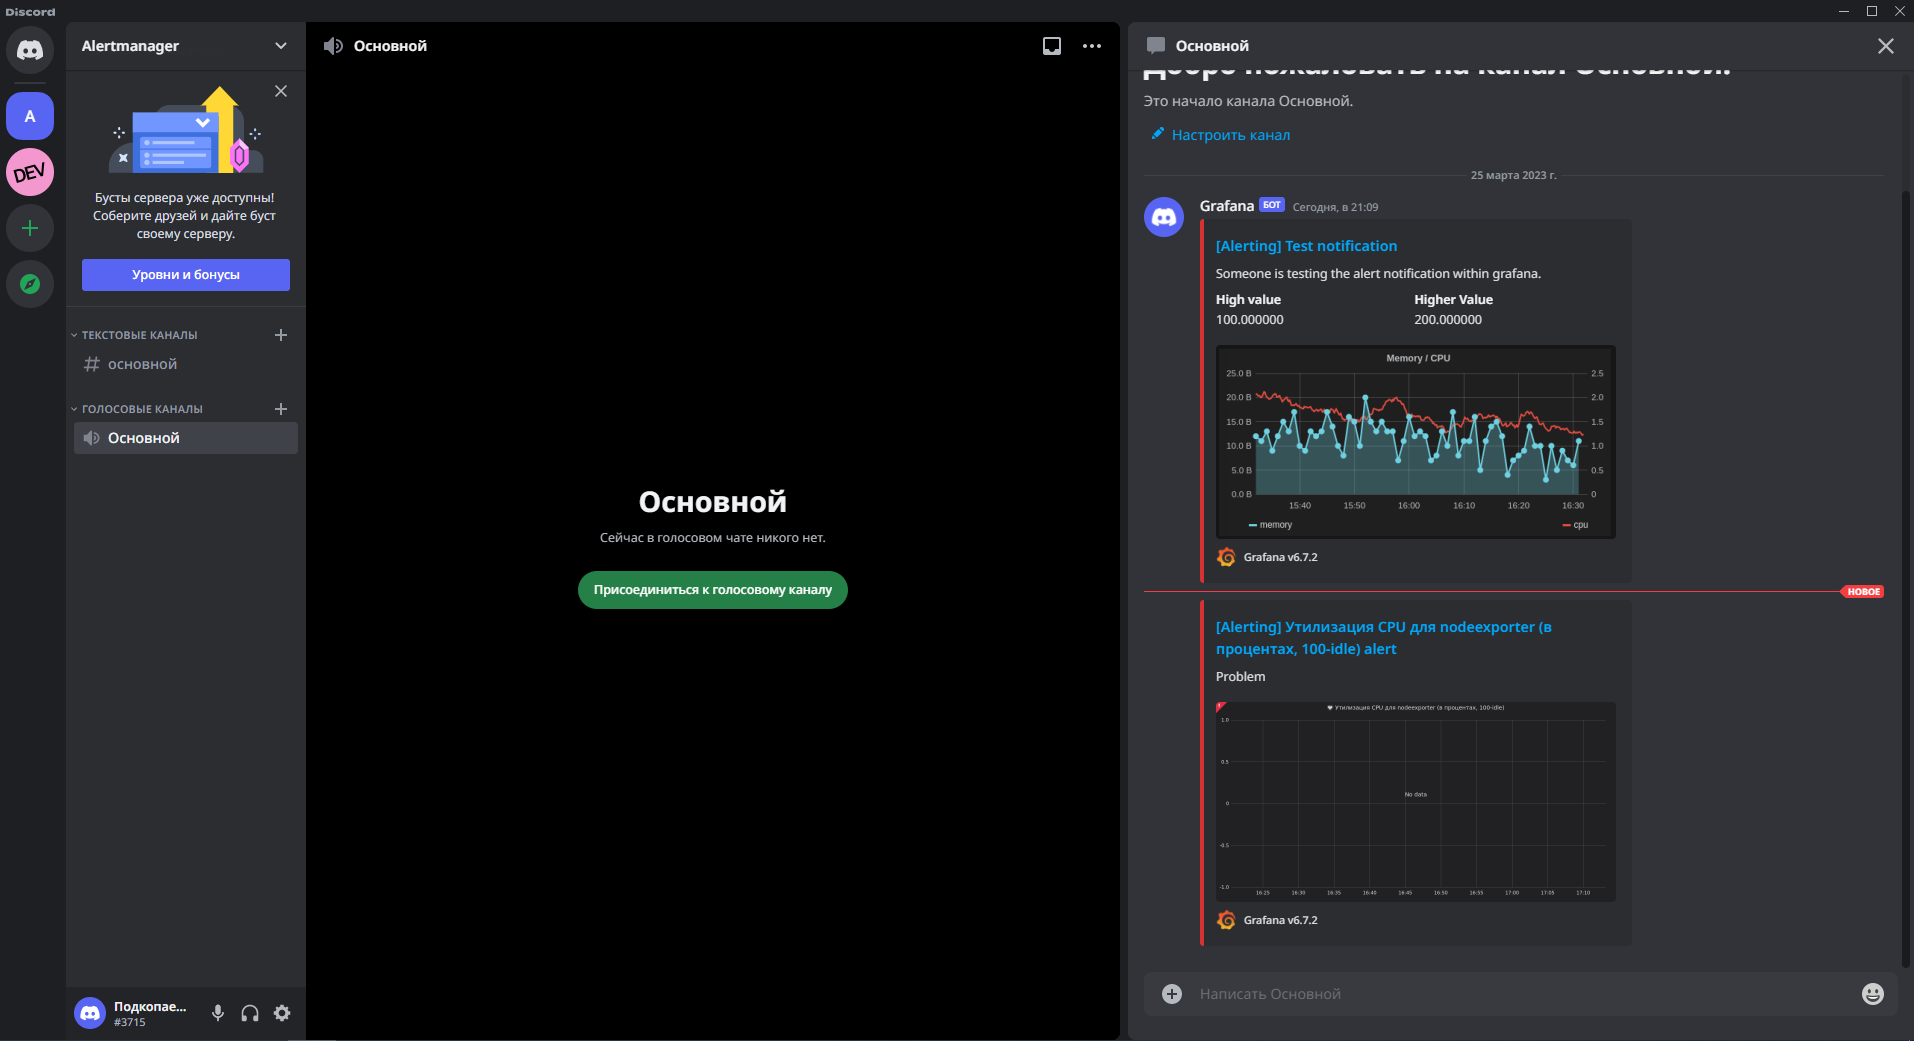 Discord
Alertmanager
A
DEV
Бусты сервера уже доступны!
Соберите друзей и дайте буст
своему серверу.
Уровни и бонусы
ТЕКСТОВЫЕ КАНАЛЫ
основной
ГОЛОСОВЫЕ КАНАЛЫ
Основной
Подкопае...
#3715
Основной
Основной
Сейчас в голосовом чате никого нет.
Присоединиться к голосовому каналу
Основной
Добро пожаловать на канал Основной!
Это начало канала Основной.
Настроить канал
25 марта 2023 г.
Grafana БОТ Сегодня, в 21:09
[Alerting] Test notification
Someone is testing the alert notification within grafana.
High value Higher Value
100.000000 200.000000
Memory / CPU
25.0 B 2.5
20.0 B 2.0
15.0 B 1.5
10.0 B 1.0
5.0 B 0.5
0.0 B 0
15:40 15:50 16:00 16:10 16:20 16:30
memory cpu
Grafana v6.7.2
НОВОЕ
[Alerting] Утилизация CPU для nodeexporter (в
процентах, 100-idle) alert
Problem
Утилизация CPU для nodeexporter (в процентах, 100-idle)
1.0
0.5
No data
0
-0.5
-1.0
16:25 16:30 16:35 16:40 16:45 16:50 16:55 17:00 17:05 17:10
Grafana v6.7.2
Написать Основной